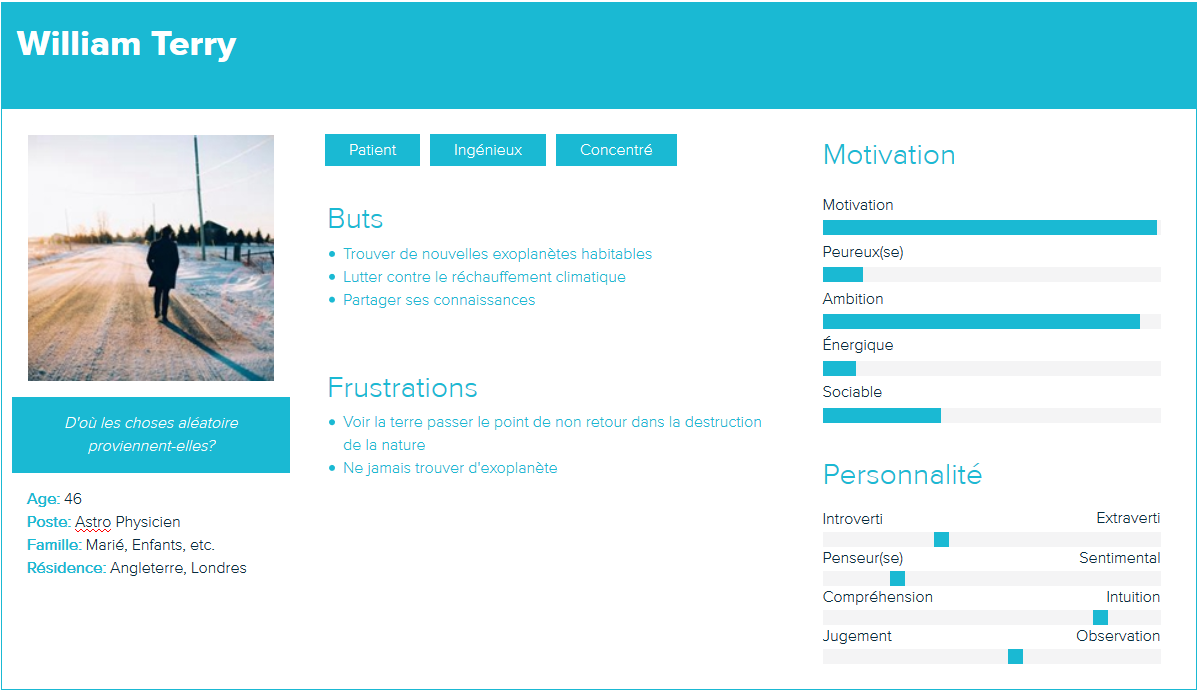 William Terry
D'où les choses aléatoire
proviennent-elles?
Age: 46
Poste: Astro Physicien
Famille: Marié, Enfants, etc.
Résidence: Angleterre, Londres
Patient Ingénieux Concentré
Buts
Trouver de nouvelles exoplanètes habitables
Lutter contre le réchauffement climatique
Partager ses connaissances
Frustrations
Voir la terre passer le point de non retour dans la destruction
de la nature
Ne jamais trouver d'exoplanète
Motivation
Motivation
Peureux(se)
Ambition
Énergique
Sociable
Personnalité
Introverti Extraverti
Penseur(se) Sentimental
Compréhension Intuition
Jugement Observation